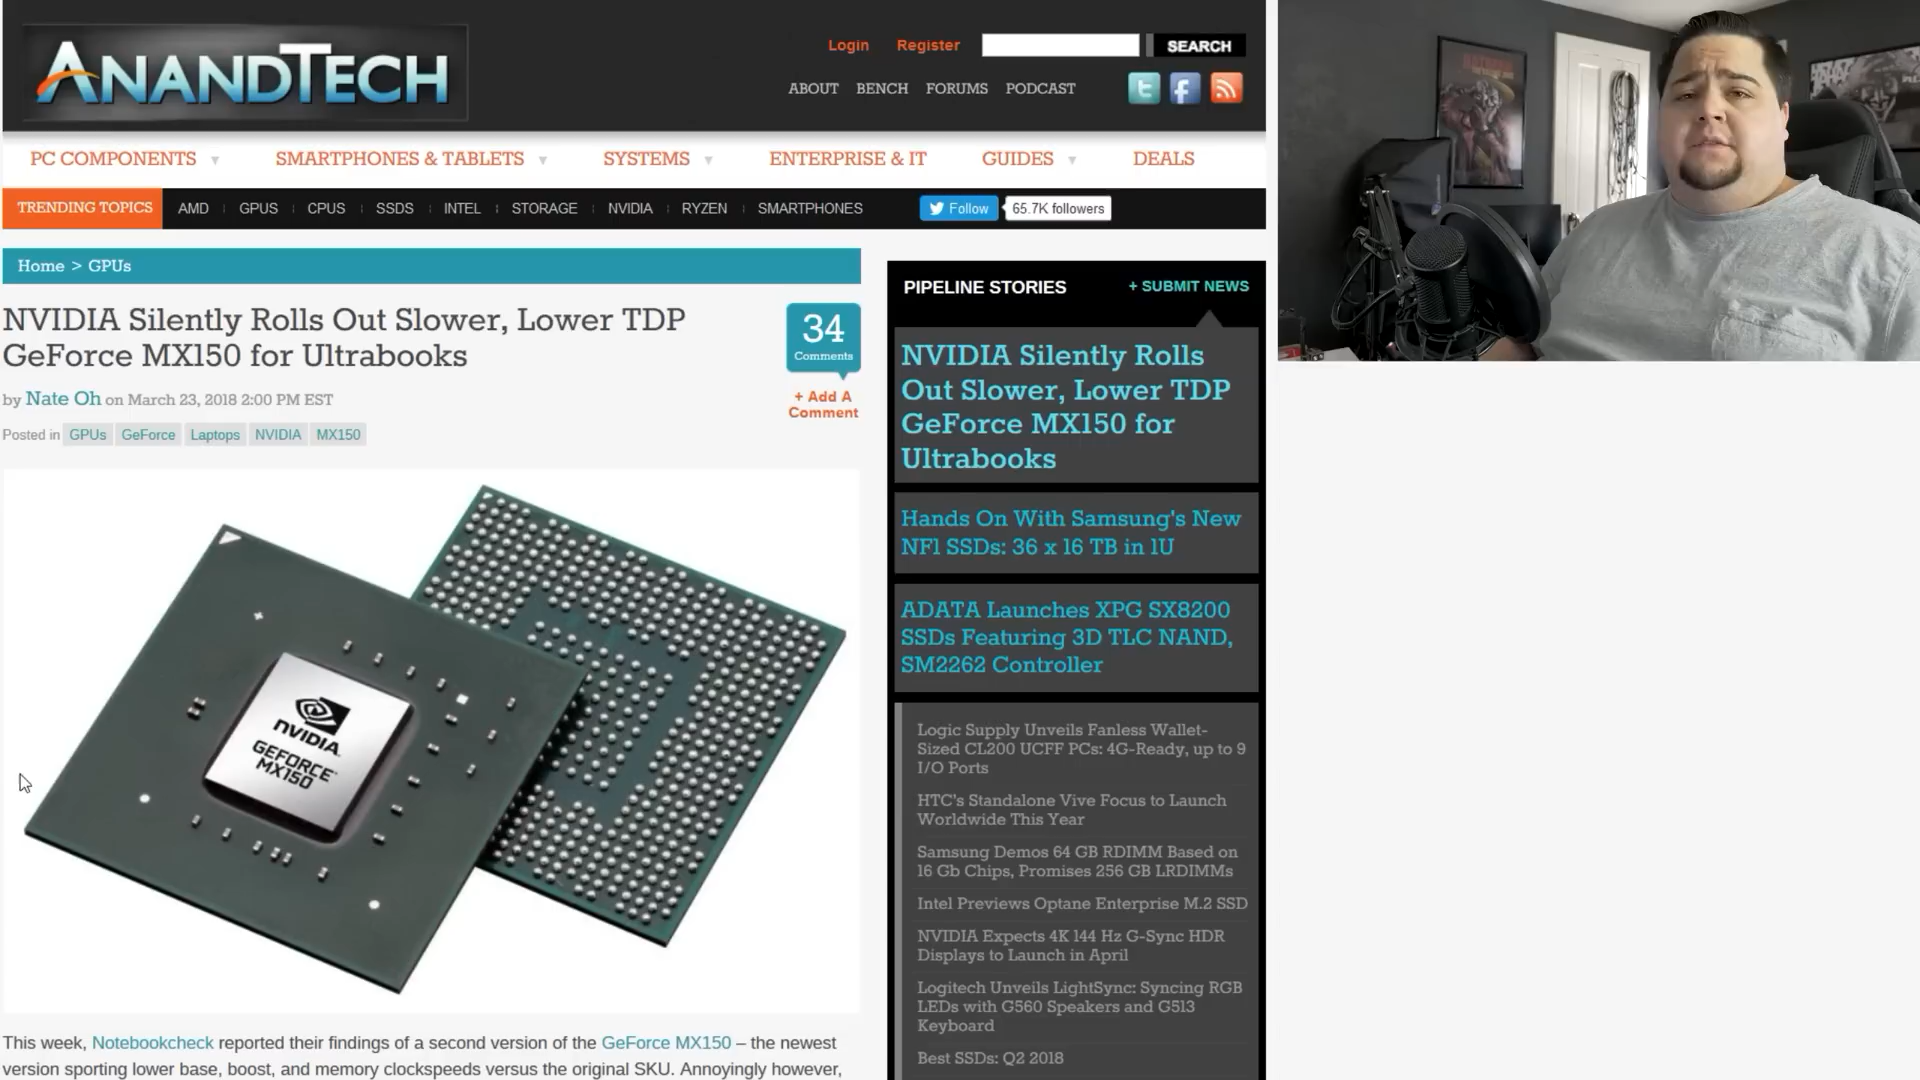 ANANDTECH
Login Register SEARCH
ABOUT BENCH FORUMS PODCAST
PC COMPONENTS SMARTPHONES & TABLETS SYSTEMS ENTERPRISE & IT GUIDES DEALS
TRENDING TOPICS AMD GPUS CPUS SSDS INTEL STORAGE NVIDIA RYZEN SMARTPHONES Follow 65.7K followers
Home > GPUs
NVIDIA Silently Rolls Out Slower, Lower TDP
GeForce MX150 for Ultrabooks
34
Comments
+ Add A
Comment
by Nate Oh on March 23, 2018 2:00 PM EST
Posted in GPUs GeForce Laptops NVIDIA MX150
NVIDIA.
GEFORCE
MX150
This week, Notebookcheck reported their findings of a second version of the GeForce MX150 – the newest
version sporting lower base, boost, and memory clockspeeds versus the original SKU. Annoyingly however,
PIPELINE STORIES + SUBMIT NEWS
NVIDIA Silently Rolls
Out Slower, Lower TDP
GeForce MX150 for
Ultrabooks
Hands On With Samsung's New
NF1 SSDs: 36 x 16 TB in 1U
ADATA Launches XPG SX8200
SSDs Featuring 3D TLC NAND,
SM2262 Controller
Logic Supply Unveils Fanless Wallet-
Sized CL200 UCFF PCs: 4G-Ready, up to 9
I/O Ports
HTC's Standalone Vive Focus to Launch
Worldwide This Year
Samsung Demos 64 GB RDIMM Based on
16 Gb Chips, Promises 256 GB LRDIMMs
Intel Previews Optane Enterprise M.2 SSD
NVIDIA Expects 4K 144 Hz G-Sync HDR
Displays to Launch in April
Logitech Unveils LightSync: Syncing RGB
LEDs with G560 Speakers and G513
Keyboard
Best SSDs: Q2 2018